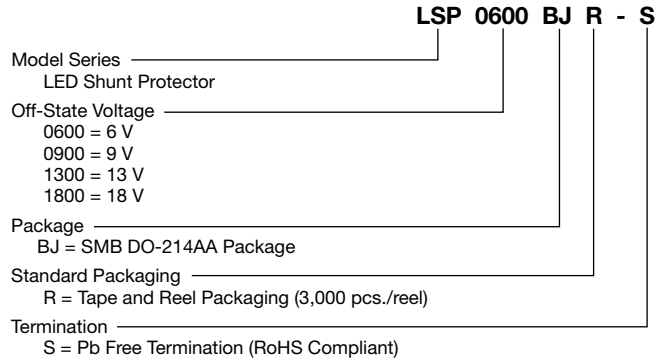 LSP 0600 BJ R - S
Model Series
LED Shunt Protector
Off-State Voltage
0600 = 6 V
0900 = 9 V
1300 = 13 V
1800 = 18 V
Package
BJ = SMB DO-214AA Package
Standard Packaging
R = Tape and Reel Packaging (3,000 pcs./reel)
Termination
S = Pb Free Termination (RoHS Compliant)